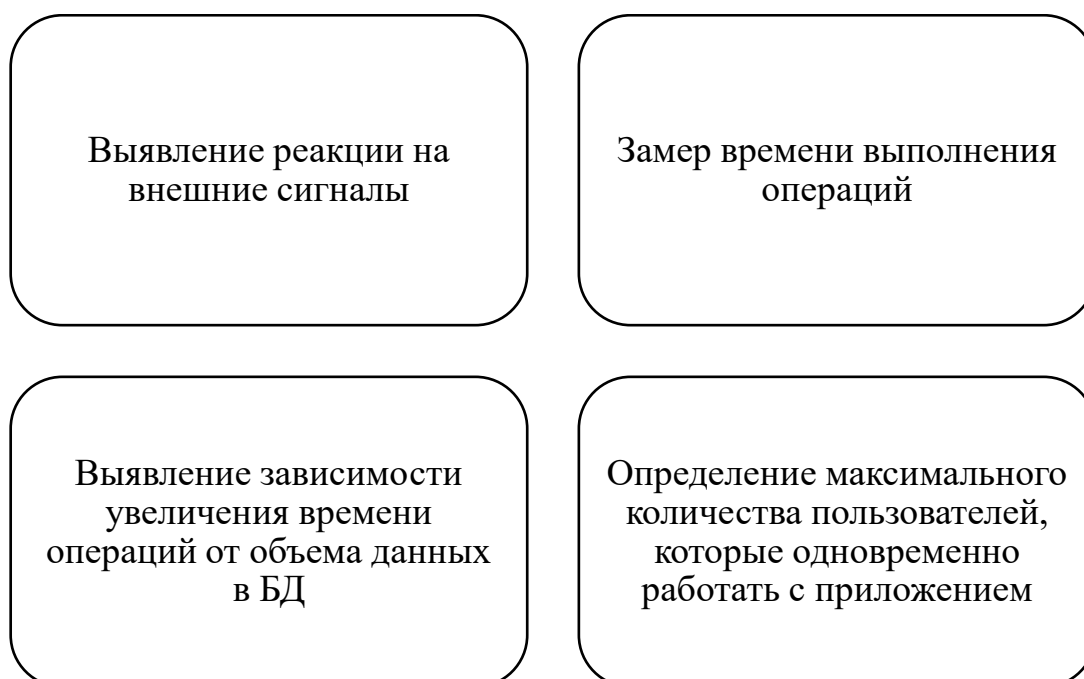 Выявление реакции на
внешние сигналы
Замер времени выполнения
операций
Выявление зависимости
увеличения времени
операций от объема данных
в БД
Определение максимального
количества пользователей,
которые одновременно
работать с приложением